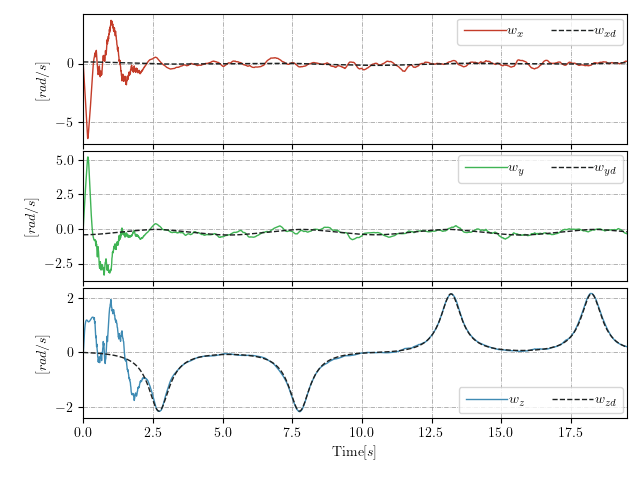 w_x w_xd
0
−5
[rad/s]
w_y w_yd
5.0
2.5
0.0
−2.5
[rad/s]
2
0
−2
[rad/s]
w_z w_zd
0.0 2.5 5.0 7.5 10.0 12.5 15.0 17.5
Time[s]